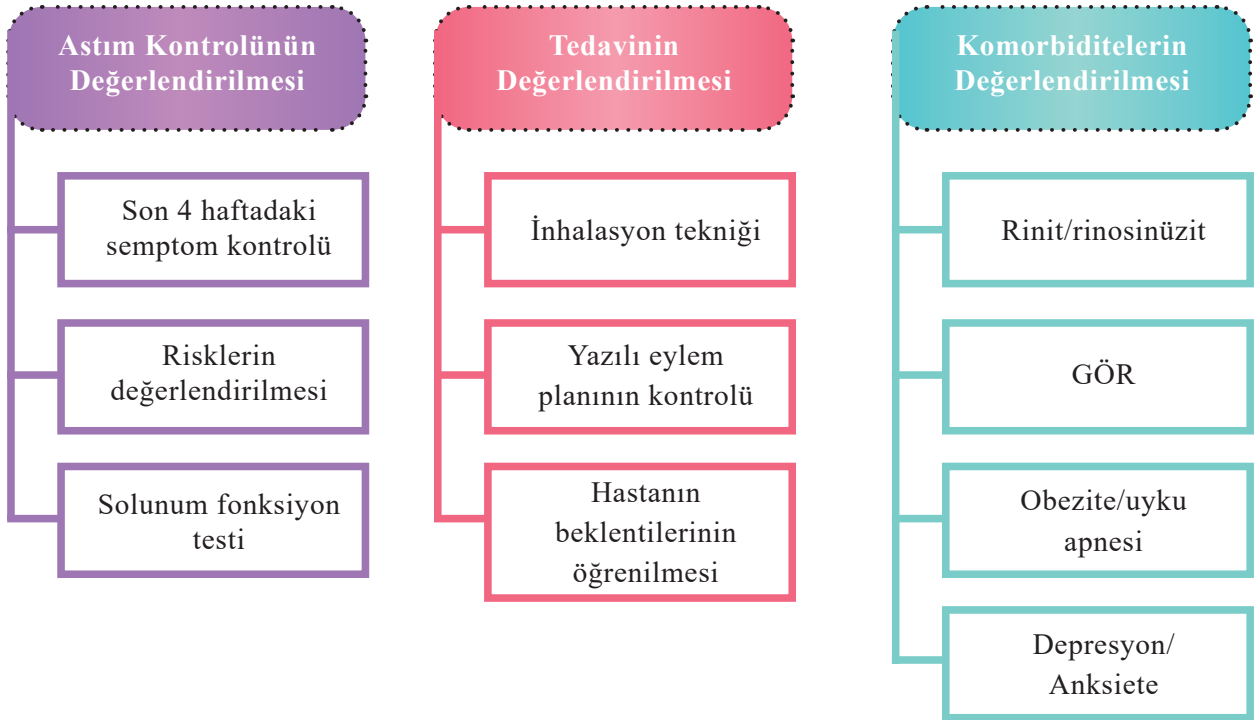 Astım Kontrolünün
Değerlendirilmesi
Son 4 haftadaki
semptom kontrolü
Risklerin
değerlendirilmesi
Solunum fonksiyon
testi
Tedavinin
Değerlendirilmesi
İnhalasyon tekniği
Yazılı eylem
planının kontrolü
Hastanın
beklentilerinin
öğrenilmesi
Komorbiditelerin
Değerlendirilmesi
Rinit/rinosinüzit
GÖR
Obezite/uyku
apnesi
Depresyon/
Anksiete